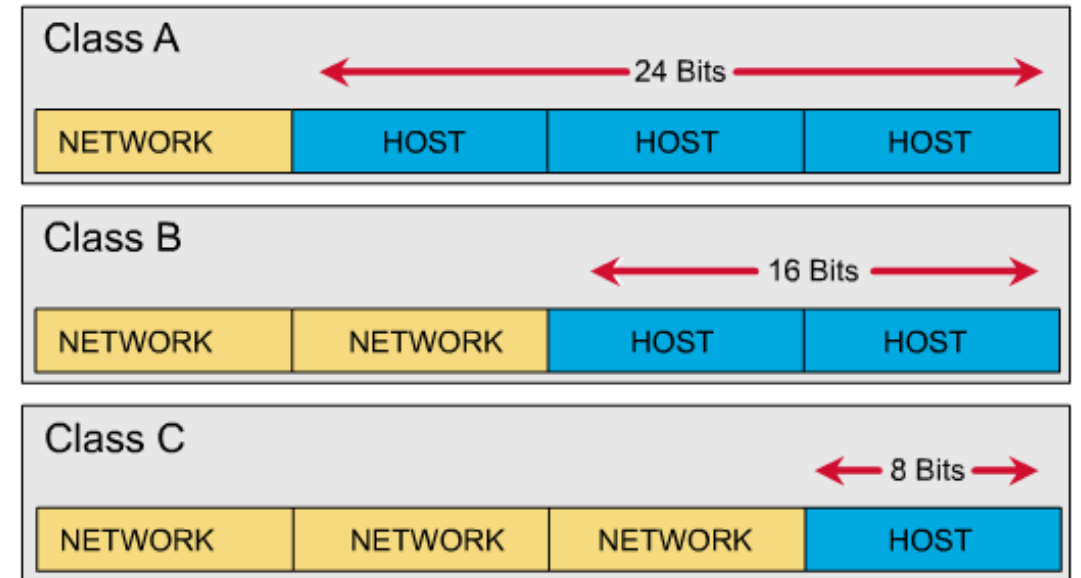 Class A
24 Bits
NETWORK HOST HOST HOST
Class B
16 Bits
NETWORK NETWORK HOST HOST
Class C
8 Bits
NETWORK NETWORK NETWORK HOST